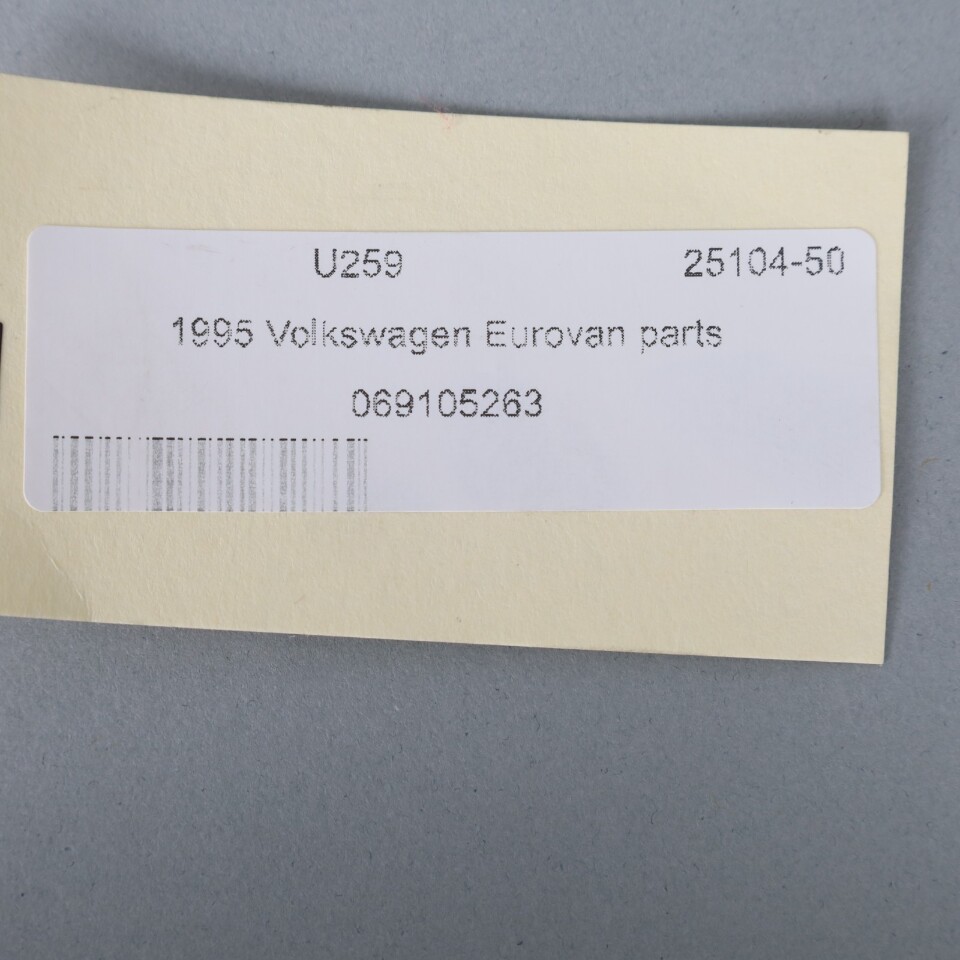 U259 25104-50
1995 Volkswagen Eurovan parts
069105263